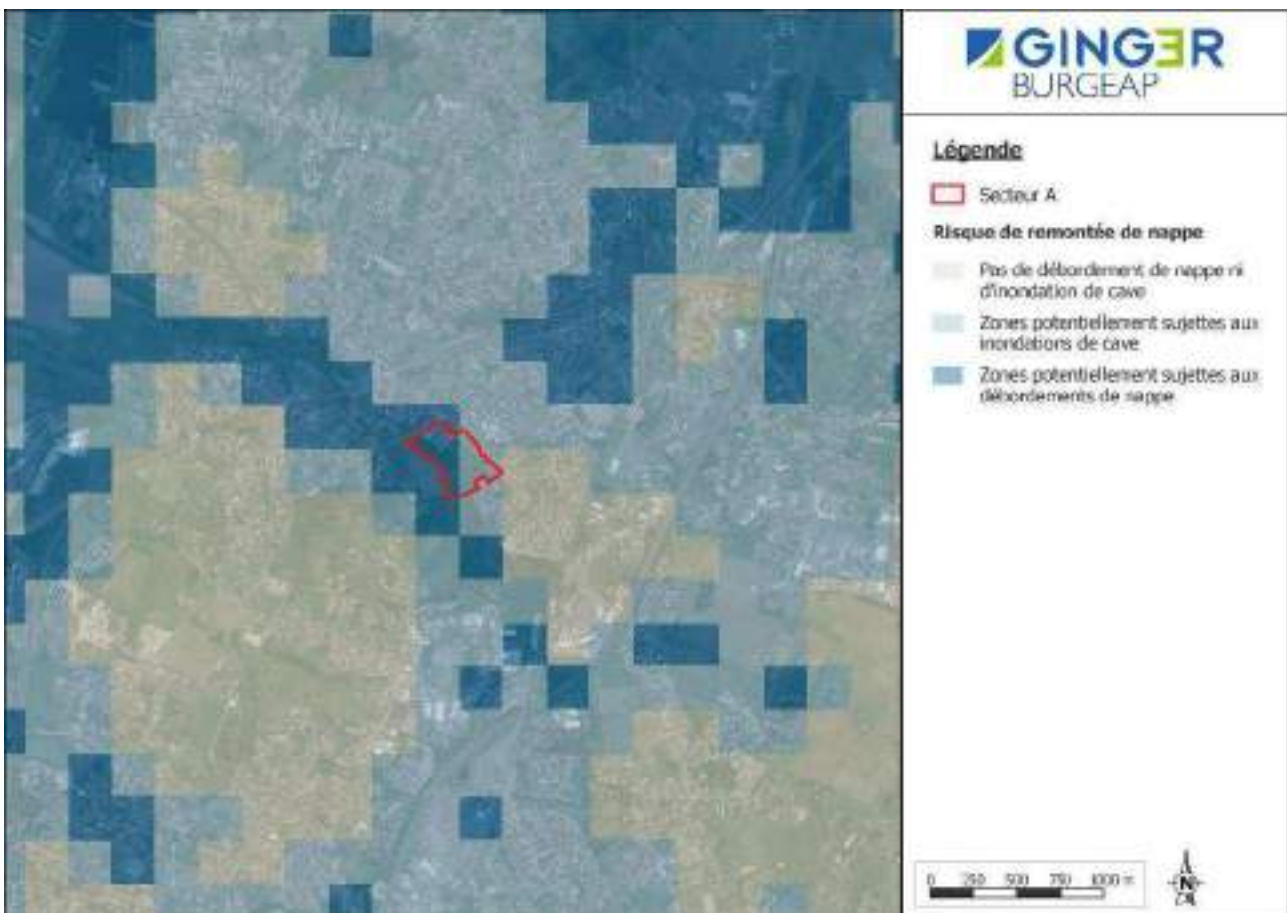 GINGER
BURGEAP
Légende
Secteur A
Risque de remontée de nappe
Pas de débordement de nappe ni
d'inondation de cave
Zones potentiellement sujettes aux
inondations de cave
Zones potentiellement sujettes aux
débordements de nappe
0 250 500 750 1000 m
N